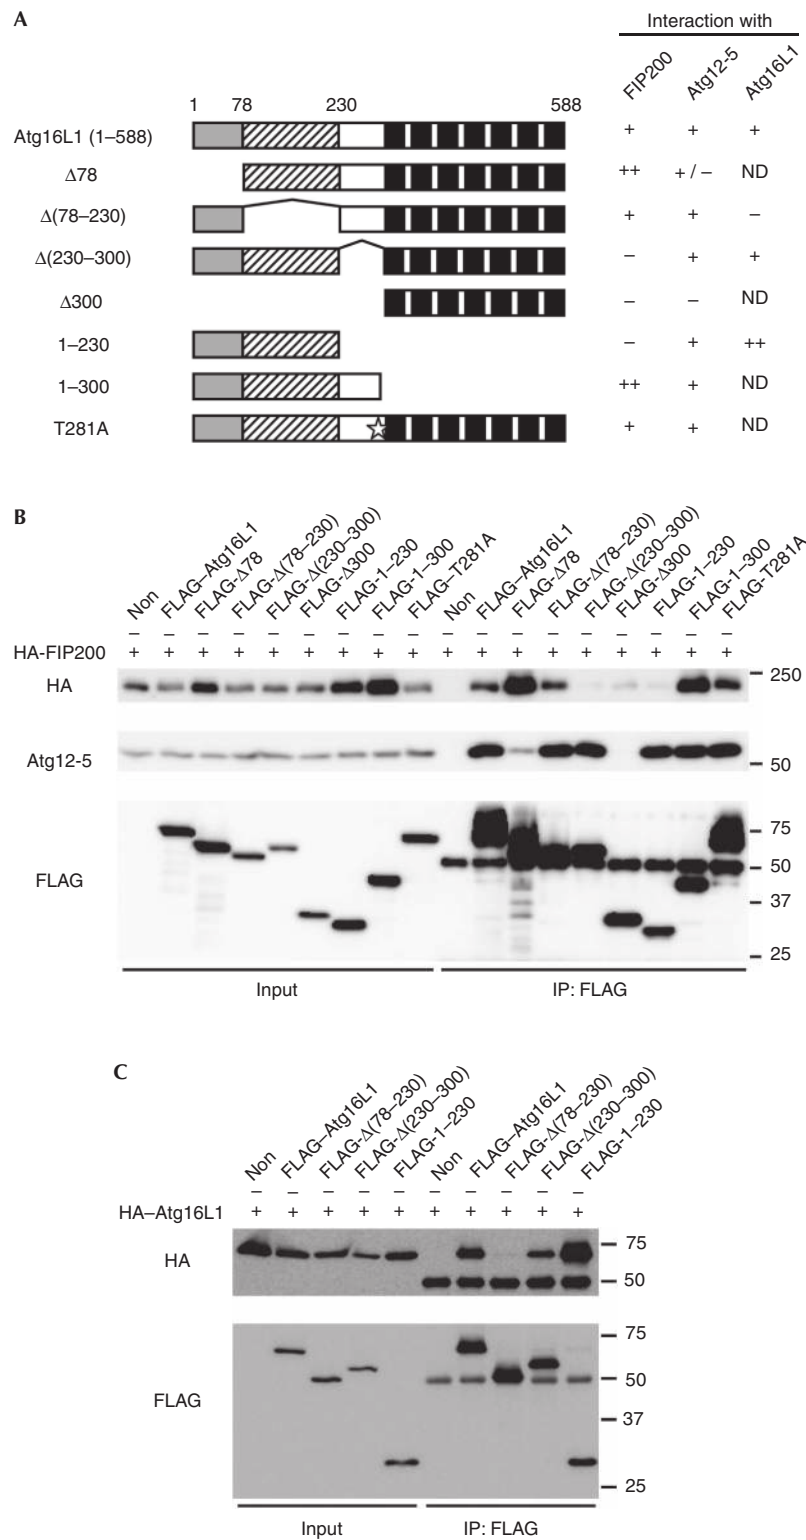 A
Interaction with
FIP200 Atg12-5 Atg16L1
1 78 230 588
Atg16L1 (1–588) + + +
Δ78 ++ + / – ND
Δ(78–230) + + –
Δ(230–300) – + +
Δ300 – – ND
1–230 – + ++
1–300 ++ + ND
T281A + + ND
B
Non FLAG–Atg16L1 FLAG-Δ78 FLAG-Δ(78–230) FLAG-Δ(230–300) FLAG-Δ300 FLAG-1–230 FLAG-1–300 FLAG-T281A Non FLAG–Atg16L1 FLAG-Δ78 FLAG-Δ(78–230) FLAG-Δ(230–300) FLAG-Δ300 FLAG-1–230 FLAG-1–300 FLAG-T281A
– – – – – – – – – – – – – – – – – –
HA-FIP200 + + + + + + + + + + + + + + + + + +
HA 250
Atg12-5 50
75
50
FLAG
37
25
Input IP: FLAG
C
Non FLAG–Atg16L1 FLAG-Δ(78–230) FLAG-Δ(230–300) FLAG-1–230 Non FLAG–Atg16L1 FLAG-Δ(78–230) FLAG-Δ(230–300) FLAG-1–230
– – – – – – – – – –
HA–Atg16L1 + + + + + + + + + +
75
HA
50
75
50
FLAG
37
25
Input IP: FLAG